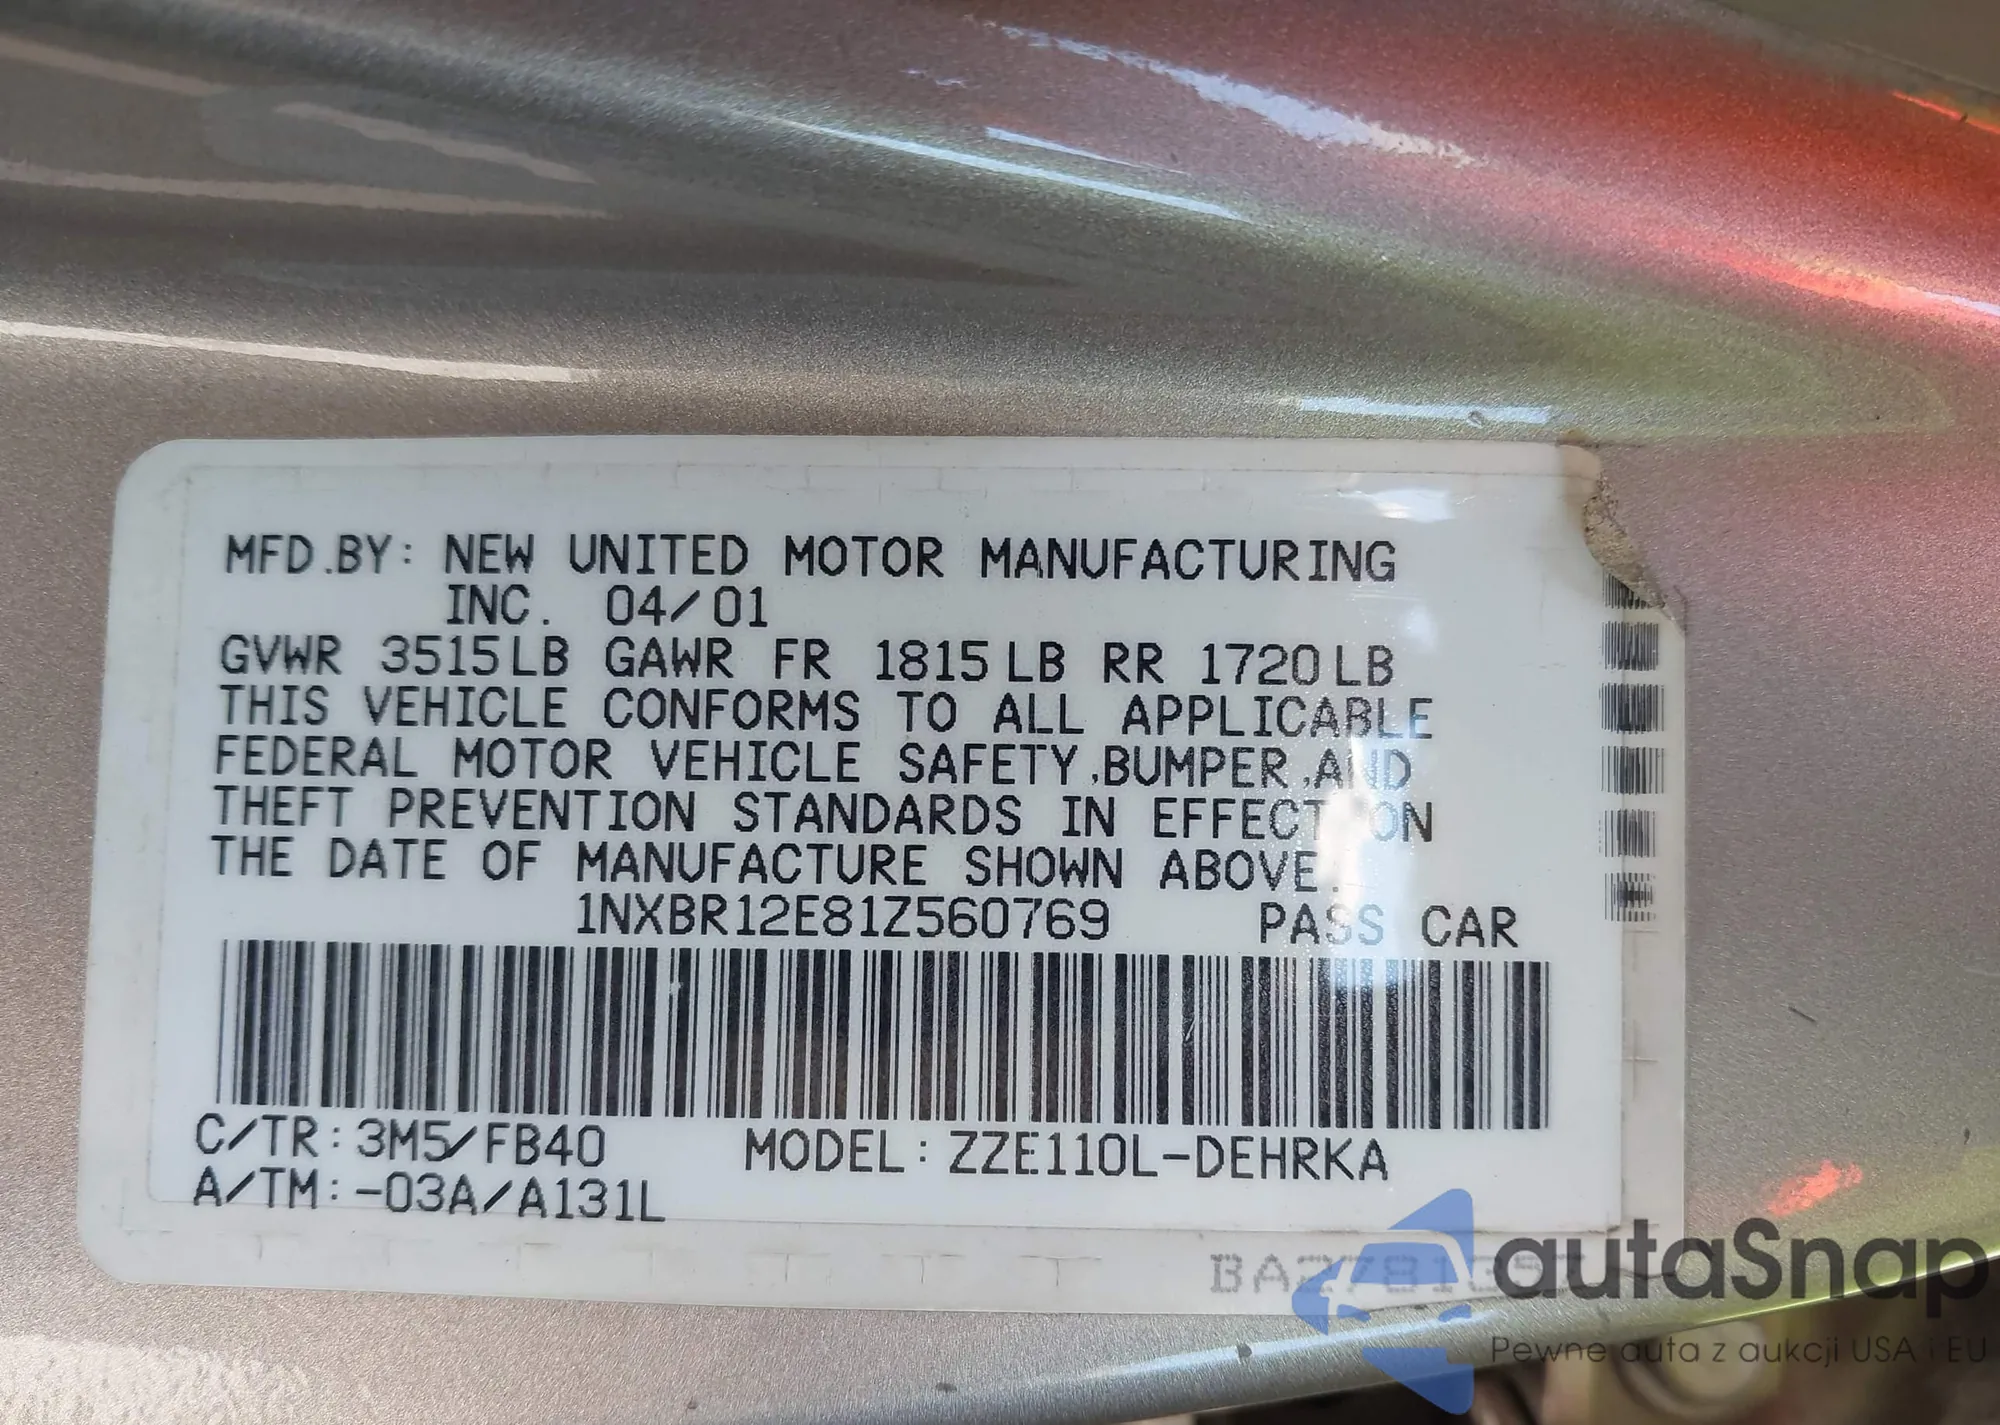 MFD.BY: NEW UNITED MOTOR MANUFACTURING
INC. 04/01
GVWR 3515LB GAWR FR 1815LB RR 1720LB
THIS VEHICLE CONFORMS TO ALL APPLICABLE
FEDERAL MOTOR VEHICLE SAFETY,BUMPER,AND
THEFT PREVENTION STANDARDS IN EFFECT ON
THE DATE OF MANUFACTURE SHOWN ABOVE.
1NXBR12E81Z560769 PASS CAR
C/TR:3M5/FB40 MODEL:ZZE110L-DEHRKA
A/TM:-03A/A131L
autaSnap
Pewne auta z aukcji USA i EU